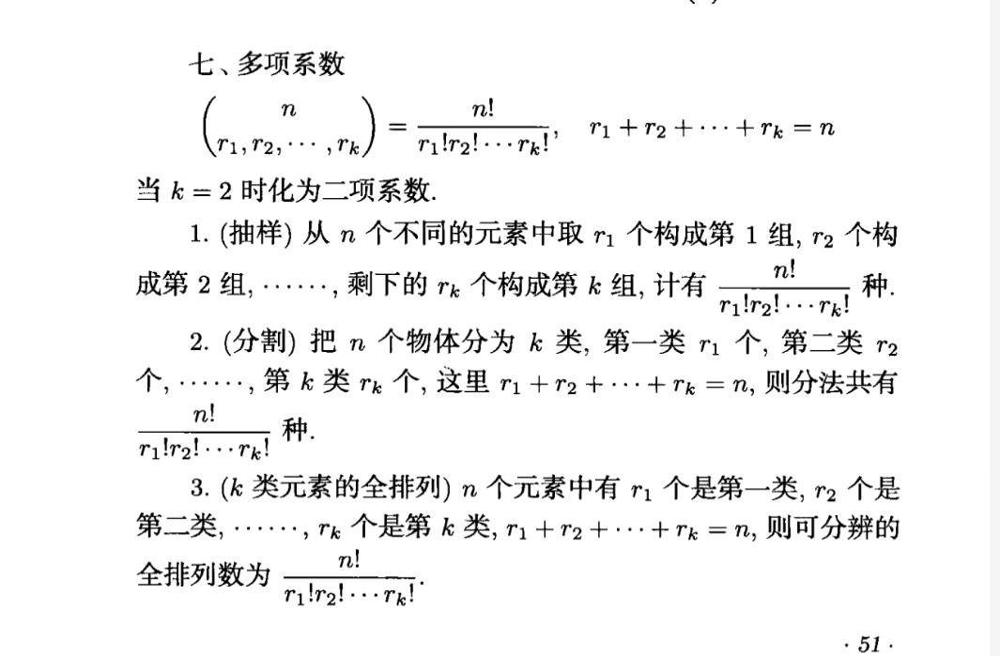 七、多项系数
$$\binom{n}{r_1, r_2, \cdots, r_k} = \frac{n!}{r_1!r_2!\cdots r_k!}, \quad r_1 + r_2 + \cdots + r_k = n$$
当 $k = 2$ 时化为二项系数.
1. (抽样) 从 $n$ 个不同的元素中取 $r_1$ 个构成第 1 组, $r_2$ 个构
成第 2 组, ······, 剩下的 $r_k$ 个构成第 $k$ 组, 计有 $\frac{n!}{r_1!r_2!\cdots r_k!}$ 种.
2. (分割) 把 $n$ 个物体分为 $k$ 类, 第一类 $r_1$ 个, 第二类 $r_2$
个, ······, 第 $k$ 类 $r_k$ 个, 这里 $r_1 + r_2 + \cdots + r_k = n$, 则分法共有
$\frac{n!}{r_1!r_2!\cdots r_k!}$ 种.
3. ($k$ 类元素的全排列) $n$ 个元素中有 $r_1$ 个是第一类, $r_2$ 个是
第二类, ······, $r_k$ 个是第 $k$ 类, $r_1 + r_2 + \cdots + r_k = n$, 则可分辨的
全排列数为 $\frac{n!}{r_1!r_2!\cdots r_k!}$.
· 51 ·